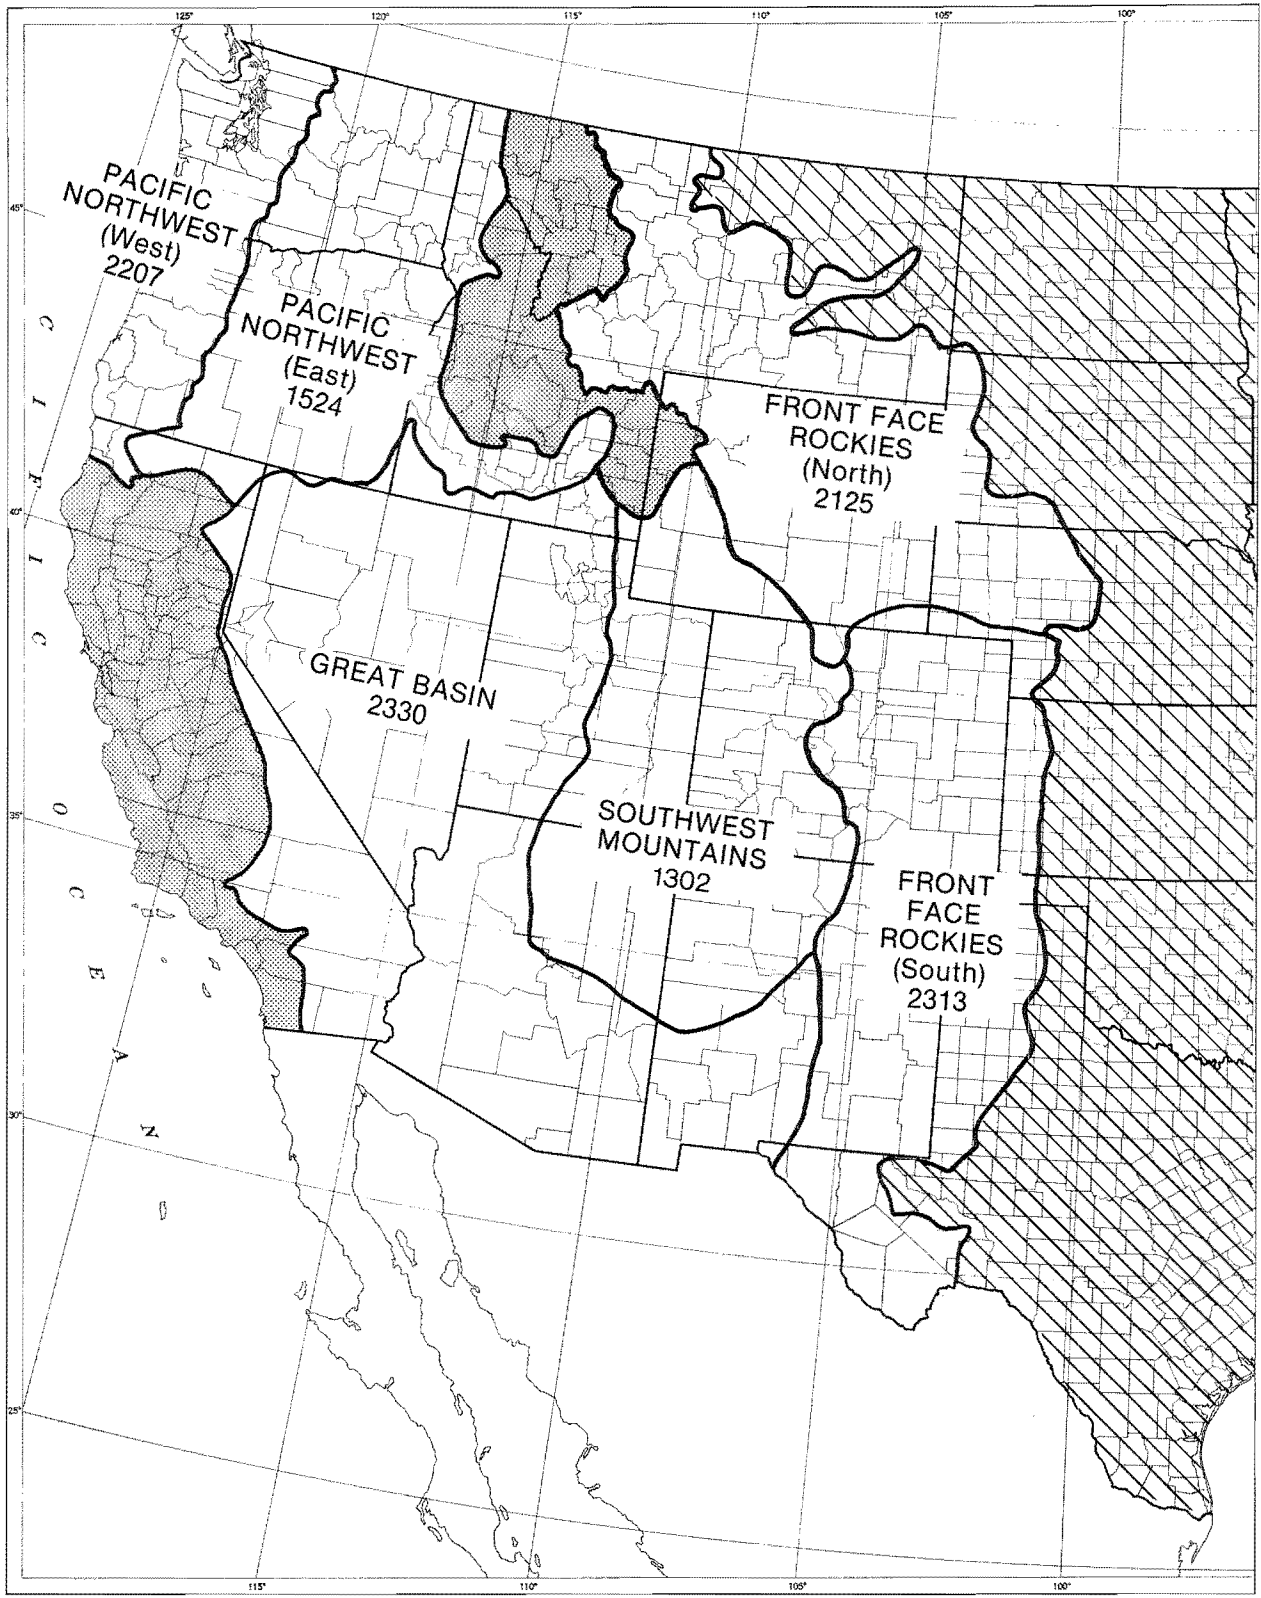 125°
120°
115°
110°
105°
100°
PACIFIC
NORTHWEST
(West)
2207
45°
PACIFIC
NORTHWEST
(East)
1524
FRONT FACE
ROCKIES
(North)
2125
40°
GREAT BASIN
2330
SOUTHWEST
MOUNTAINS
1302
FRONT
FACE
ROCKIES
(South)
2313
35°
30°
25°
C I F I C
O C E A N
115°
110°
105°
100°